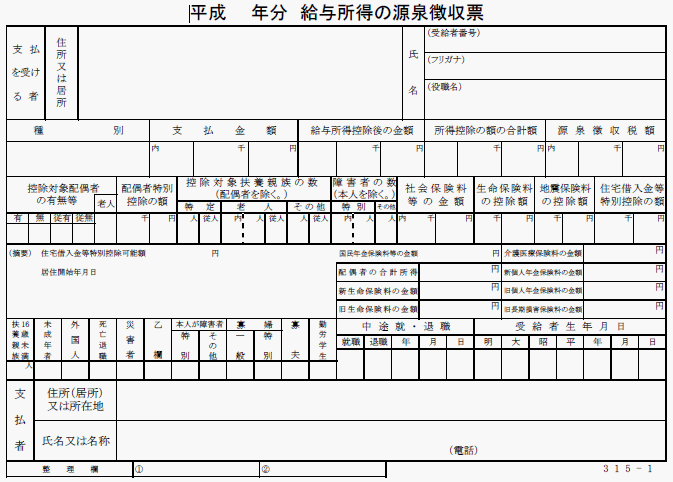 平成　年分　給与所得の源泉徴収票
支払を受ける者
住所又は居所
氏名
(受給者番号)
(フリガナ)
(役職名)
種別
支払金額
給与所得控除後の金額
所得控除の額の合計額
源泉徴収税額
内 千 円 千 円 千 円 内 千 円
控除対象配偶者の有無等
老人
配偶者特別控除の額
控除対象扶養親族の数(配偶者を除く。)
障害者の数(本人を除く。)
社会保険料等の金額
生命保険料の控除額
地震保険料の控除額
住宅借入金等特別控除の額
有 無 従有 従無
特定 老人 その他 特別 その他
千 円 人 従人 内 人 従人 人 従人 内 人 人 内 千 円 千 円 千 円 千 円
(摘要) 住宅借入金等特別控除可能額 円
居住開始年月日
国民年金保険料等の金額 円
介護医療保険料の金額 円
配偶者の合計所得 円
新個人年金保険料の金額 円
新生命保険料の金額 円
旧個人年金保険料の金額 円
旧生命保険料の金額 円
旧長期損害保険料の金額 円
扶養親族 16歳未満 人
未成年者
外国人
死亡退職
災害者
乙欄
本人が障害者
特別
その他
寡婦
一般
特別
寡夫
勤労学生
中途就・退職
受給者生年月日
就職 退職 年 月 日 明 大 昭 平 年 月 日
支払者
住所(居所)又は所在地
氏名又は名称
(電話)
整理欄 ① ②
315-1